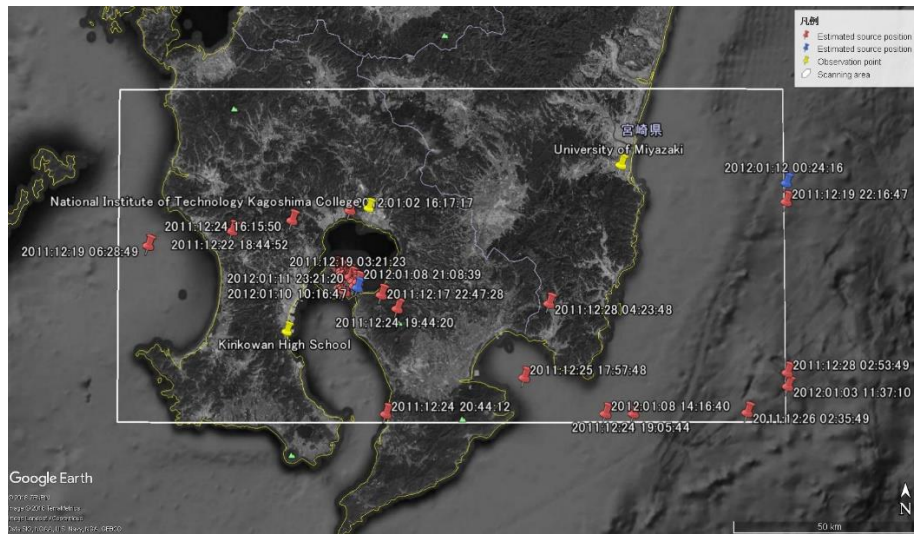 凡例
Estimated source position
Estimated source position
Observation point
Scanning area
宮崎県
University of Miyazaki
2012:01:12 00:24:16
2011:12:19 22:16:47
National Institute of Technology Kagoshima College
2012:01:02 16:17:17
2011:12:24 16:15:50
2011:12:22 18:44:52
2011:12:19 06:28:49
2011:12:19 03:21:23
2012:01:11 23:21:20
2012:01:08 21:08:39
2012:01:10 10:16:47
2011:12:17 22:47:28
2011:12:28 04:23:48
2011:12:24 19:44:20
Kinkowan High School
2011:12:25 17:57:48
2011:12:28 02:53:49
2012:01:03 11:37:10
2011:12:24 20:44:12
2012:01:08 14:16:40
2011:12:26 02:35:49
2011:12:24 19:05:44
Google Earth
N
50 km